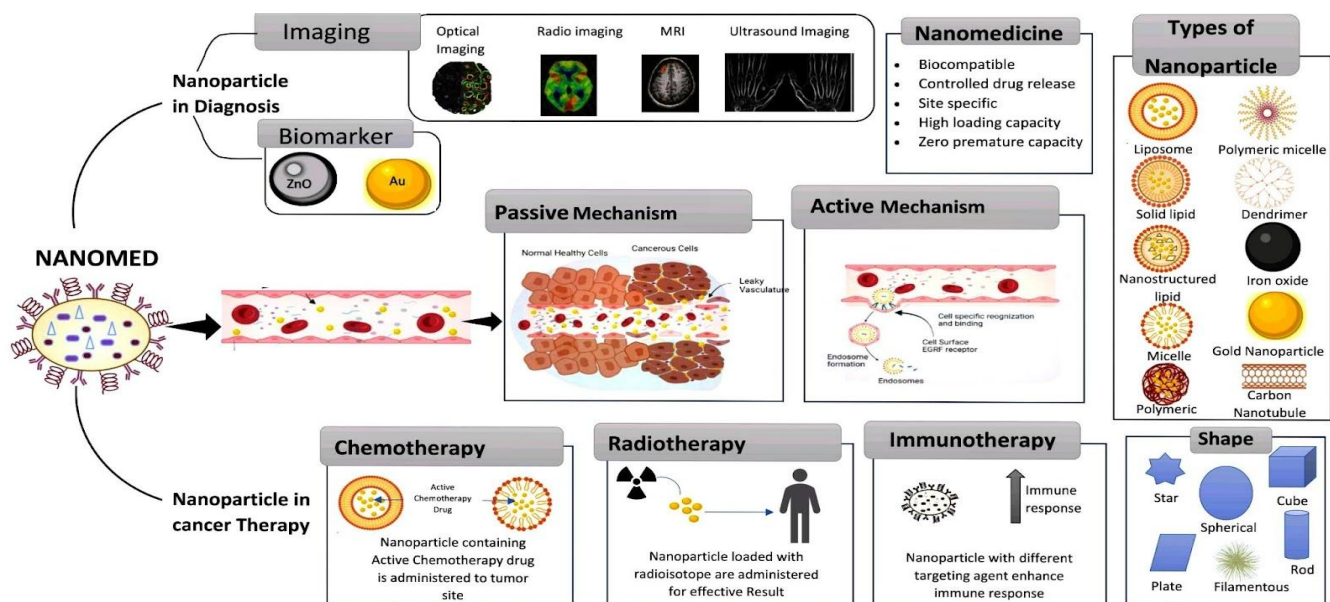 Imaging
Optical
Imaging
Radio imaging
MRI
Ultrasound Imaging
Nanoparticle
in Diagnosis
Biomarker
ZnO
Au
Nanomedicine
• Biocompatible
• Controlled drug release
• Site specific
• High loading capacity
• Zero premature capacity
Types of
Nanoparticle
Liposome
Polymeric micelle
Solid lipid
Dendrimer
Nanostructured
lipid
Iron oxide
Micelle
Gold Nanoparticle
Polymeric
Carbon
Nanotubule
NANOMED
Passive Mechanism
Normal Healthy Cells
Cancerous Cells
Leaky
Vasculature
Active Mechanism
Cell specific reognization
and binding
Cell Surface
EGRF receptor
Endosome
formation
Endosomes
Nanoparticle in
cancer Therapy
Chemotherapy
Active
Chemotherapy
Drug
Nanoparticle containing
Active Chemotherapy drug
is administered to tumor
site
Radiotherapy
Nanoparticle loaded with
radioisotope are administered
for effective Result
Immunotherapy
Immune
response
Nanoparticle with different
targeting agent enhance
immune response
Shape
Star
Spherical
Cube
Plate
Filamentous
Rod